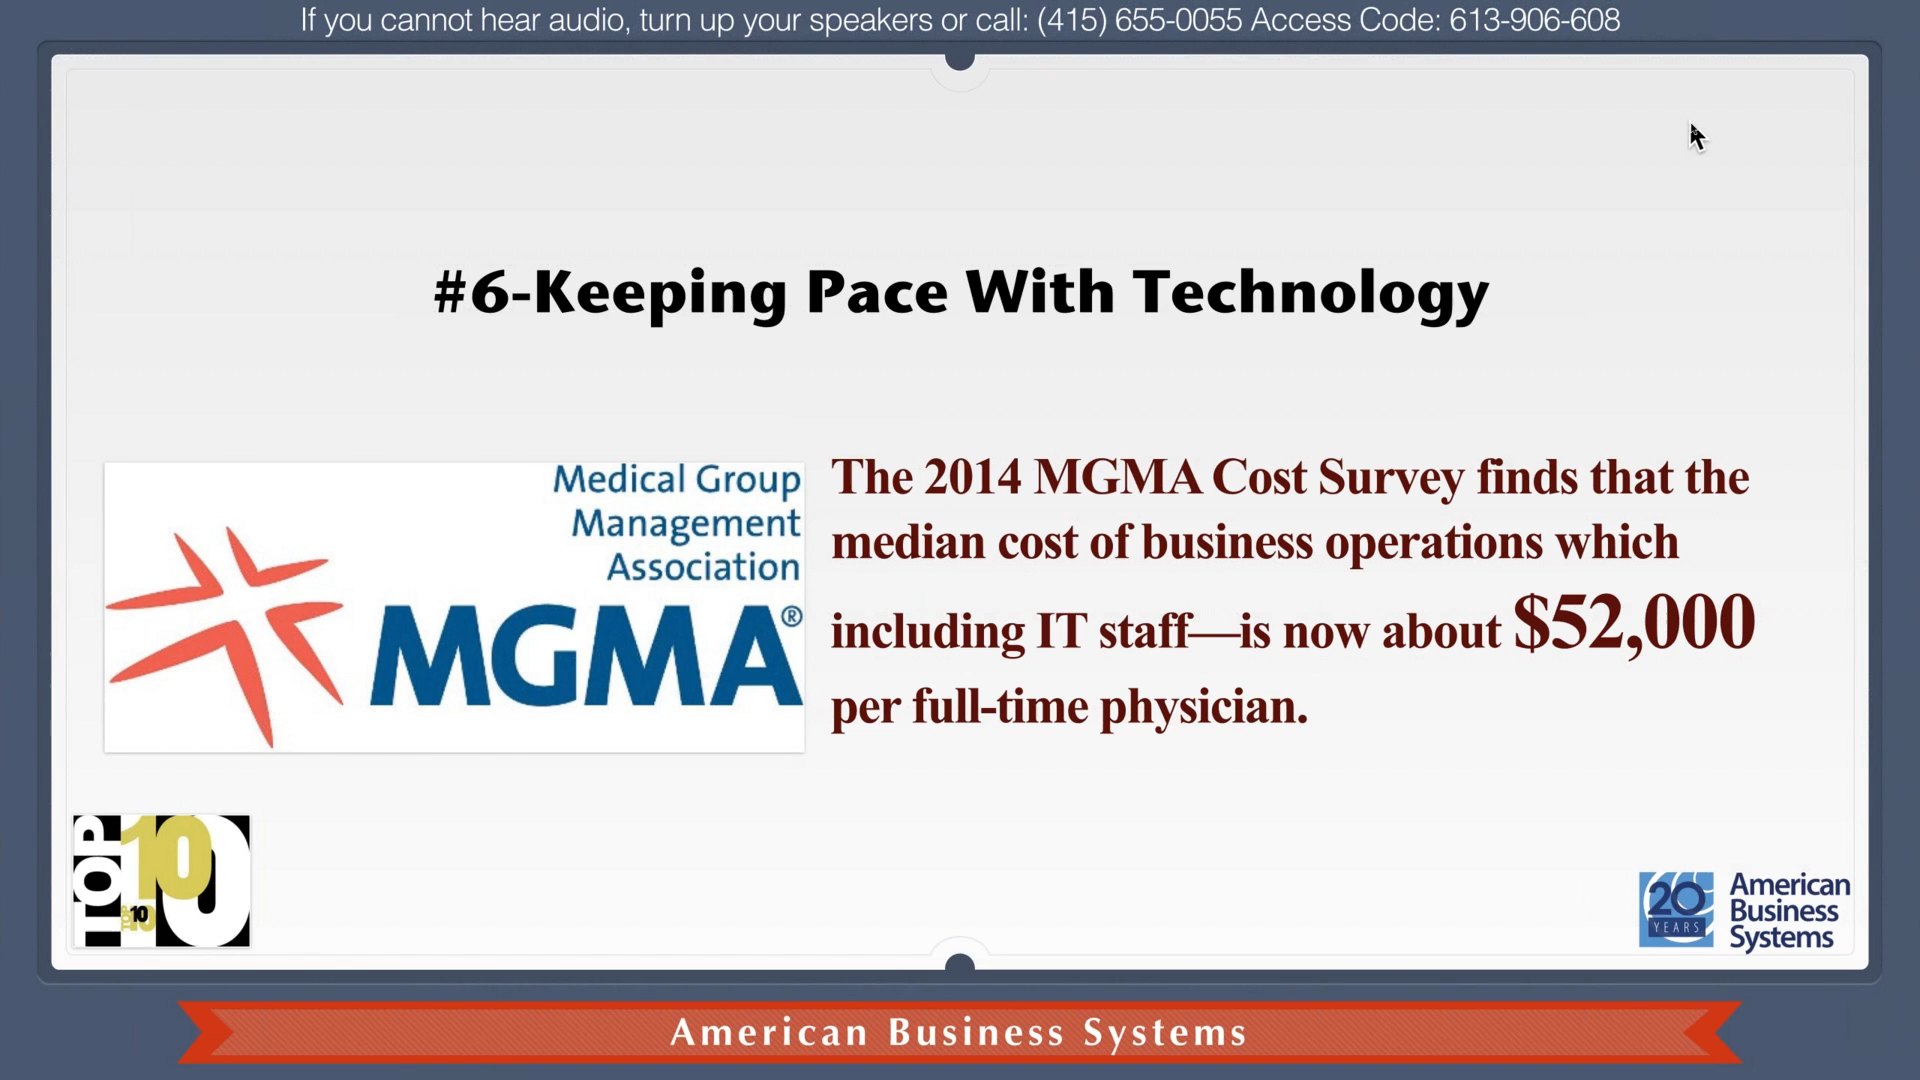 If you cannot hear audio, turn up your speakers or call: (415) 655-0055 Access Code: 613-906-608
#6-Keeping Pace With Technology
Medical Group
Management
Association
MGMA®
The 2014 MGMA Cost Survey finds that the
median cost of business operations which
including IT staff—is now about $52,000
per full-time physician.
TOP 10 10
TOP 10
20
YEARS
American
Business
Systems
American Business Systems